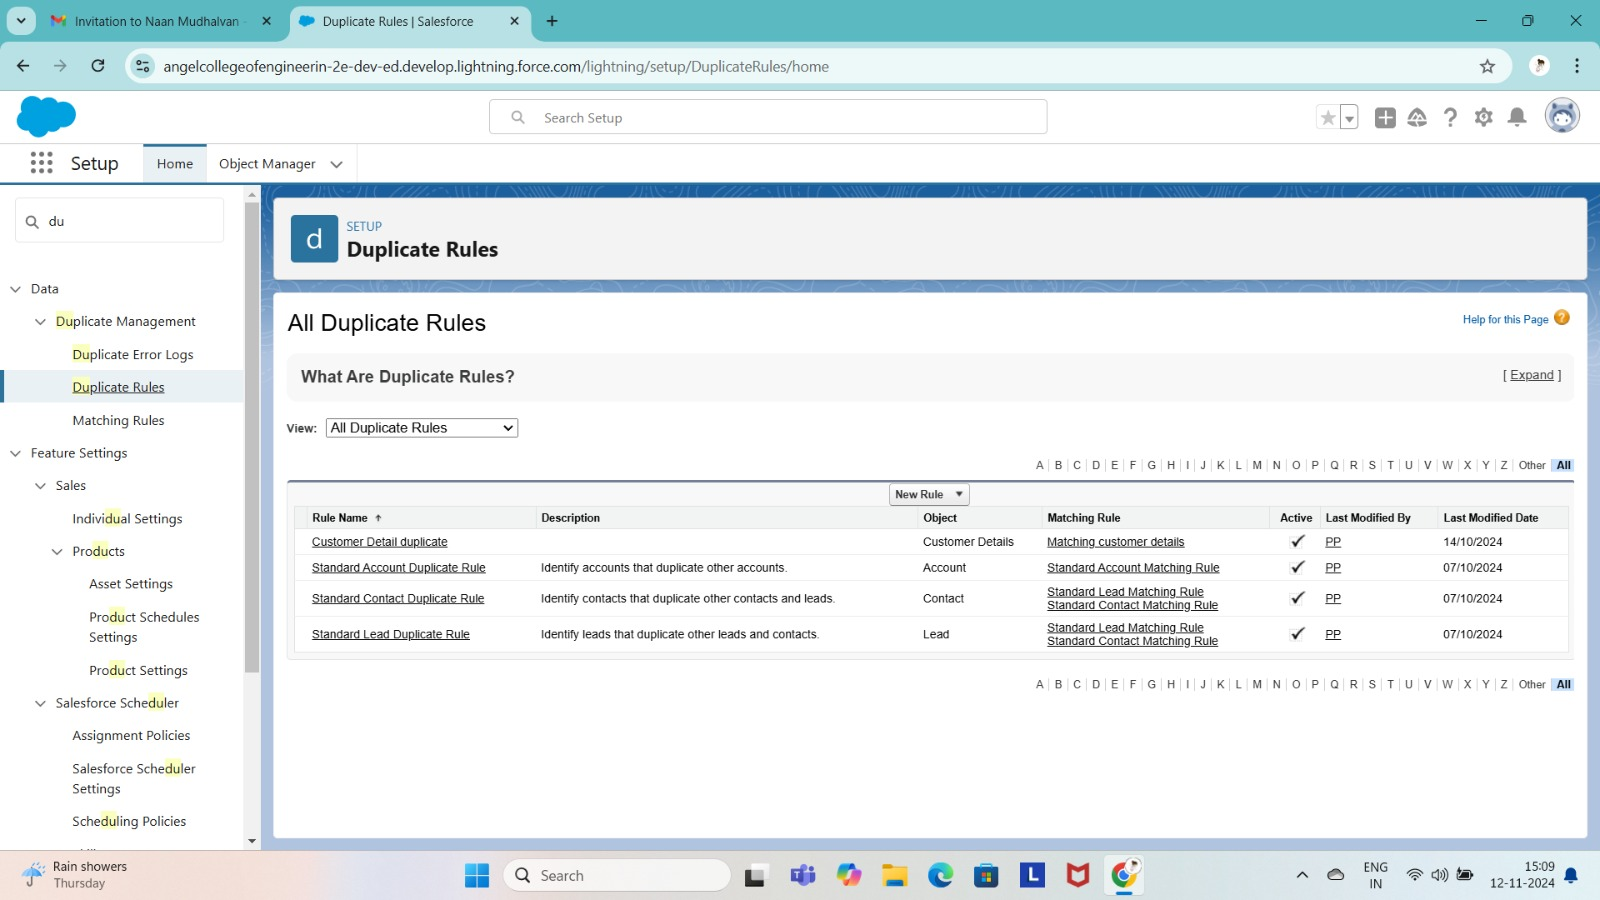 Invitation to Naan Mudhalvan
Duplicate Rules | Salesforce
angelcollegeofengineerin-2e-dev-ed.develop.lightning.force.com/lightning/setup/DuplicateRules/home
Search Setup
Setup
Home
Object Manager
du
Data
Duplicate Management
Duplicate Error Logs
Duplicate Rules
Matching Rules
Feature Settings
Sales
Individual Settings
Products
Asset Settings
Product Schedules
Settings
Product Settings
Salesforce Scheduler
Assignment Policies
Salesforce Scheduler
Settings
Scheduling Policies
d
SETUP
Duplicate Rules
All Duplicate Rules
Help for this Page ?
What Are Duplicate Rules?
[ Expand ]
View: All Duplicate Rules
A | B | C | D | E | F | G | H | I | J | K | L | M | N | O | P | Q | R | S | T | U | V | W | X | Y | Z | Other | All
New Rule
Rule Name Description Object Matching Rule Active Last Modified By Last Modified Date
Customer Detail duplicate Customer Details Matching customer details PP 14/10/2024
Standard Account Duplicate Rule Identify accounts that duplicate other accounts. Account Standard Account Matching Rule PP 07/10/2024
Standard Contact Duplicate Rule Identify contacts that duplicate other contacts and leads. Contact Standard Lead Matching Rule PP 07/10/2024
Standard Contact Matching Rule
Standard Lead Duplicate Rule Identify leads that duplicate other leads and contacts. Lead Standard Lead Matching Rule PP 07/10/2024
Standard Contact Matching Rule
A | B | C | D | E | F | G | H | I | J | K | L | M | N | O | P | Q | R | S | T | U | V | W | X | Y | Z | Other | All
Rain showers
Thursday
Search
L
ENG
IN
15:09
12-11-2024